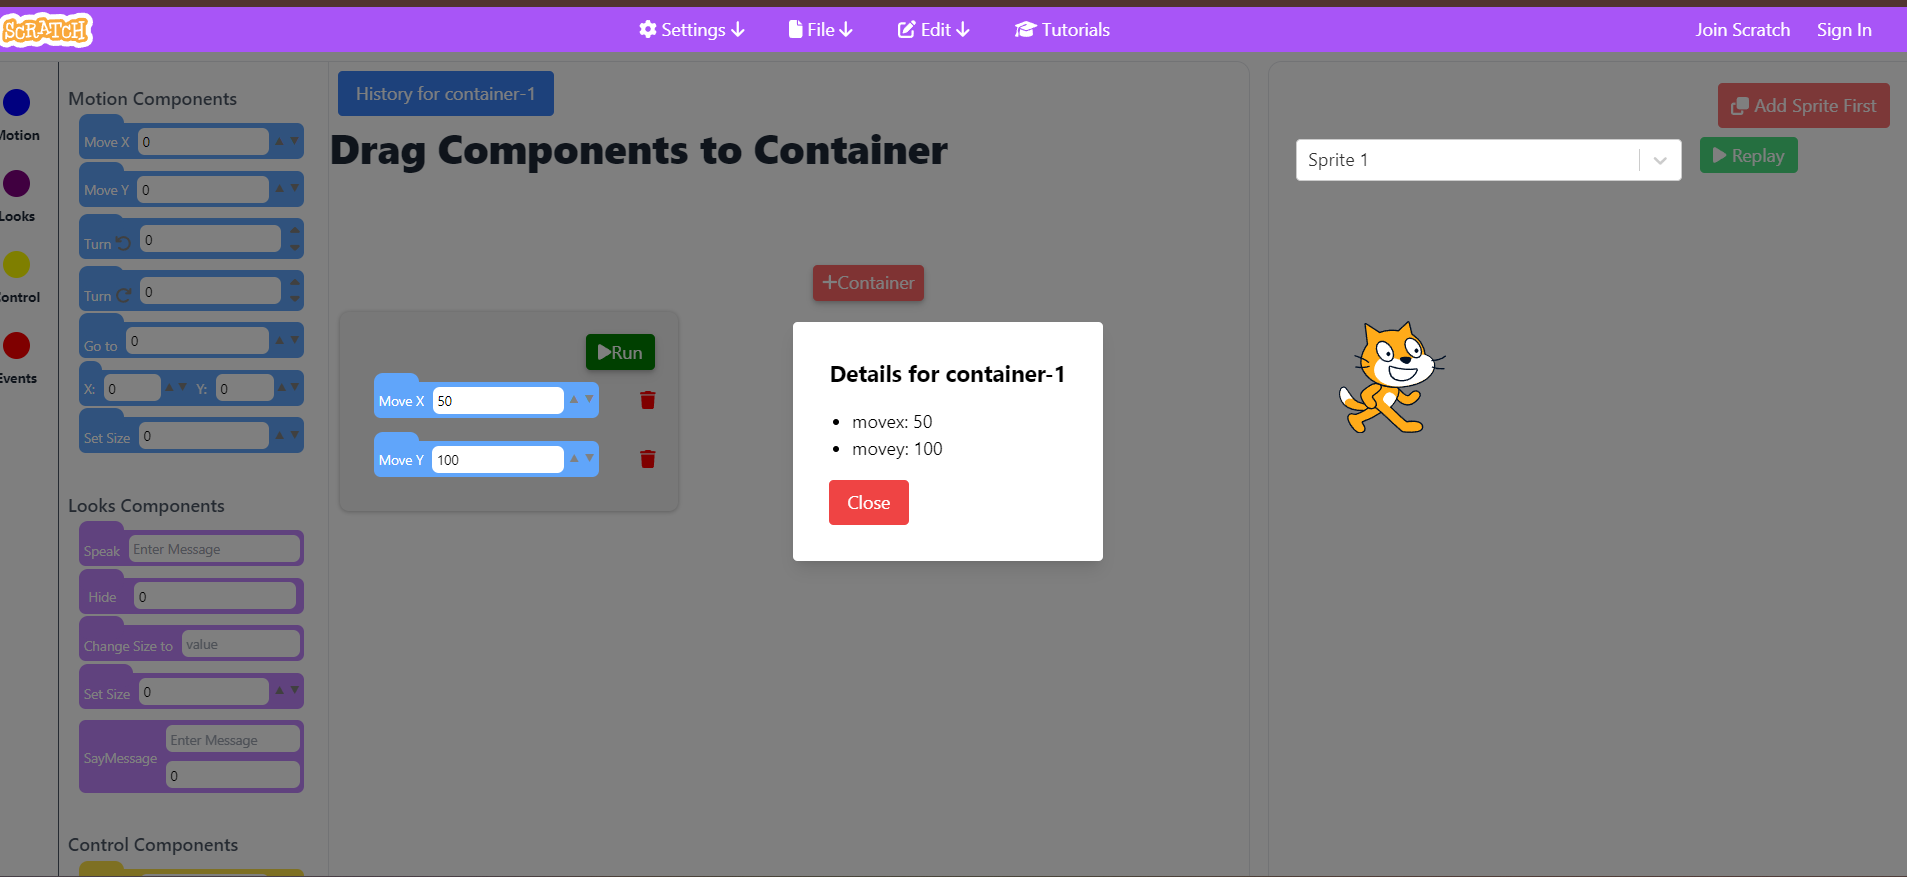 SCRATCH
Settings
File
Edit
Tutorials
Join Scratch
Sign In
Motion
Looks
Control
Events
Motion Components
Move X 0
Move Y 0
Turn 0
Turn 0
Go to 0
X: 0 Y: 0
Set Size 0
Looks Components
Speak Enter Message
Hide 0
Change Size to value
Set Size 0
SayMessage Enter Message
0
Control Components
History for container-1
Drag Components to Container
+Container
Run
Move X 50
Move Y 100
Details for container-1
movex: 50
movey: 100
Close
Add Sprite First
Sprite 1
Replay